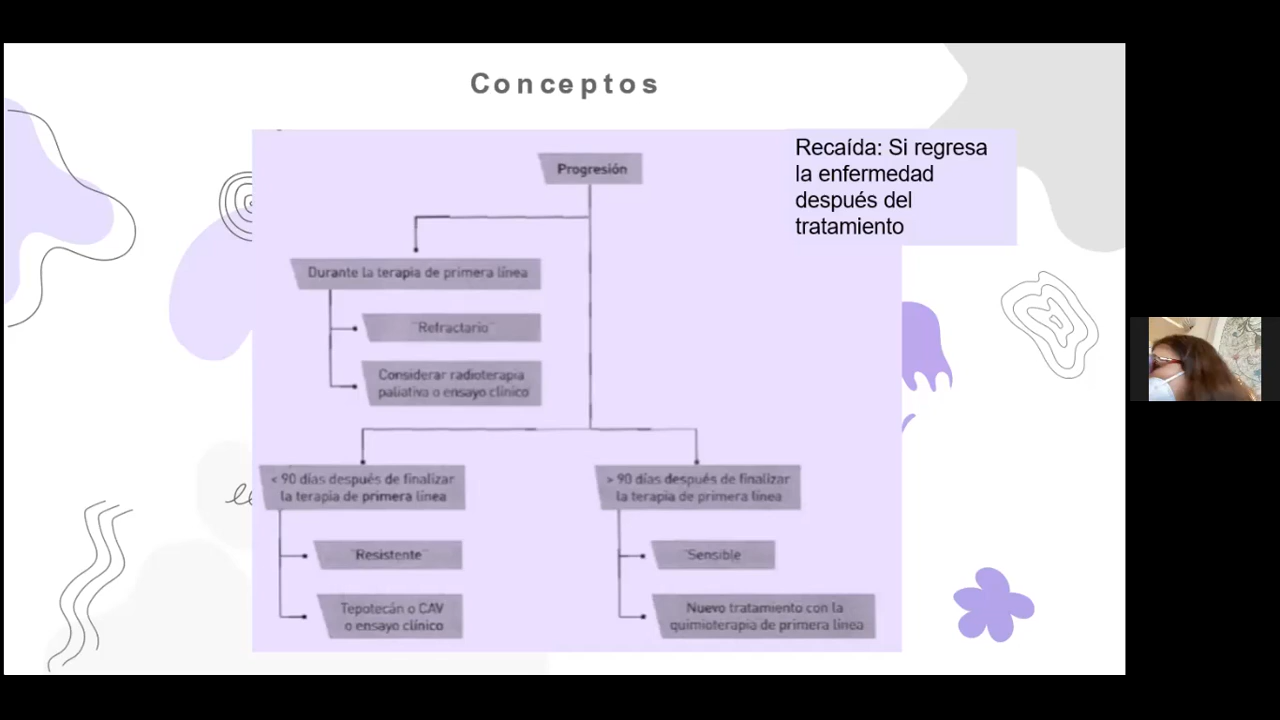 Conceptos
Recaída: Si regresa
la enfermedad
después del
tratamiento
Progresión
Durante la terapia de primera línea
"Refractario"
Considerar radioterapia
paliativa o ensayo clínico
< 90 días después de finalizar
la terapia de primera línea
"Resistente"
Tepotecán o CAV
o ensayo clínico
> 90 días después de finalizar
la terapia de primera línea
"Sensible
Nuevo tratamiento con la
quimioterapia de primera línea